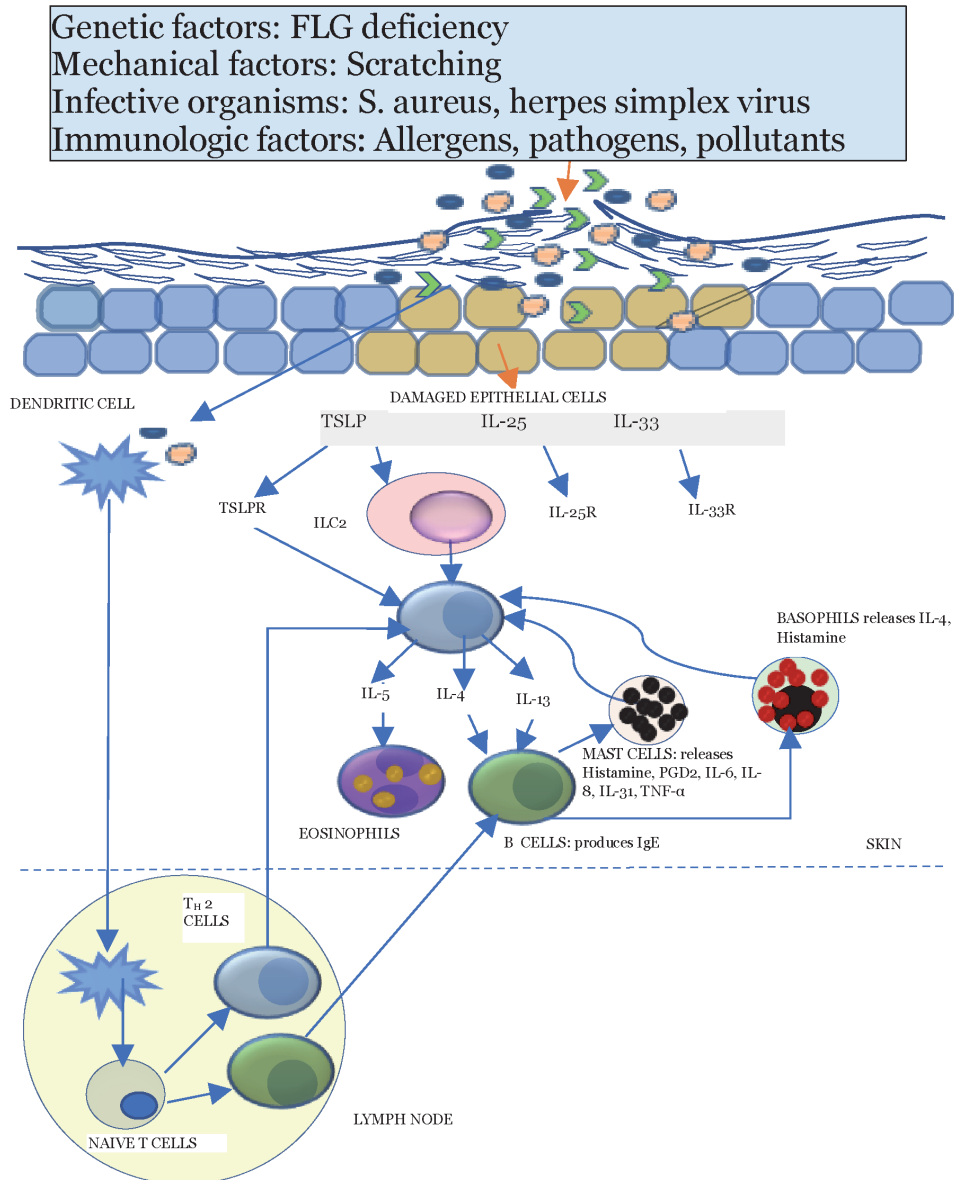 Genetic factors: FLG deficiency
Mechanical factors: Scratching
Infective organisms: S. aureus, herpes simplex virus
Immunologic factors: Allergens, pathogens, pollutants
DENDRITIC CELL
DAMAGED EPITHELIAL CELLS
TSLP IL-25 IL-33
TSLPR
ILC2
IL-25R
IL-33R
BASOPHILS releases IL-4,
Histamine
IL-5
IL-4
IL-13
MAST CELLS: releases
Histamine, PGD2, IL-6, IL-
8, IL-31, TNF-α
EOSINOPHILS
B CELLS: produces IgE
SKIN
TH 2
CELLS
LYMPH NODE
NAIVE T CELLS